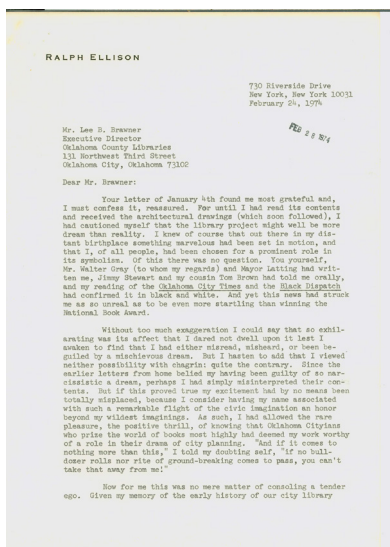 RALPH ELLISON
730 Riverside Drive
New York, New York 10031
February 24, 1974
FEB 28 1974
Mr. Lee B. Brawner
Executive Director
Oklahoma County Libraries
131 Northwest Third Street
Oklahoma City, Oklahoma 73102
Dear Mr. Brawner:
Your letter of January 4th found me most grateful and,
I must confess it, reassured. For until I had read its contents
and received the architectural drawings (which soon followed), I
had cautioned myself that the library project might well be more
dream than reality. I knew of course that out there in my dis-
tant birthplace something marvelous had been set in motion, and
that I, of all people, had been chosen for a prominent role in
its symbolism. Of this there was no question. You yourself,
Mr. Walter Gray (to whom my regards) and Mayor Latting had writ-
ten me, Jimmy Stewart and my cousin Tom Brown had told me orally,
and my reading of the Oklahoma City Times and the Black Dispatch
had confirmed it in black and white. And yet this news had struck
me as so unreal as to be even more startling than winning the
National Book Award.
Without too much exaggeration I could say that so exhil-
arating was its affect that I dared not dwell upon it lest I
awake to find that I had either misread, misheard, or been be-
guiled by a mischievous dream. But I hasten to add that I viewed
neither possibility with chagrin: quite the contrary. Since the
earlier letters from home belied my having been guilty of so nar-
cissistic a dream, perhaps I had simply misinterpreted their con-
tents. But if this proved true my excitement had by no means been
totally misplaced, because I consider having my name associated
with such a remarkable flight of the civic imagination an honor
beyond my wildest imaginings. As such, I had allowed the rare
pleasure, the positive thrill, of knowing that Oklahoma Cityians
who prize the world of books most highly had deemed my work worthy
of a role in their drama of city planning. "And if it comes to
nothing more than this," I told my doubting self, "if no bull-
dozer rolls nor rite of ground-breaking comes to pass, you can't
take that away from me!"
Now for me this was no mere matter of consoling a tender
ego. Given my memory of the early history of our city library